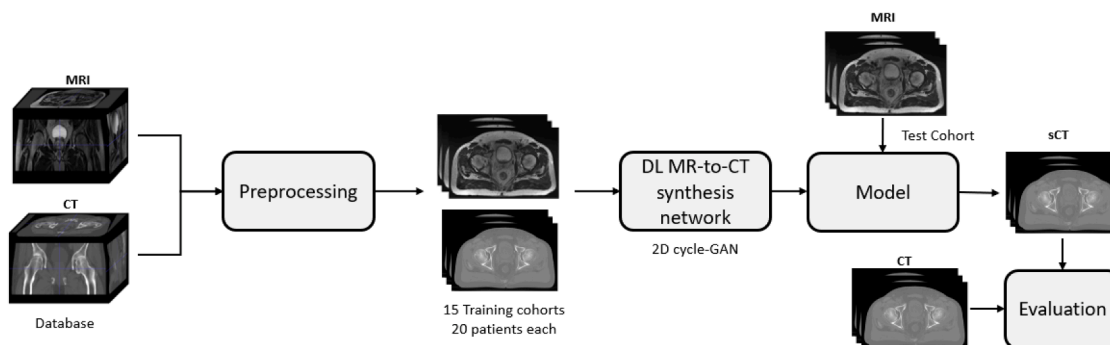 MRI
CT
Database
Preprocessing
15 Training cohorts
20 patients each
DL MR-to-CT
synthesis
network
2D cycle-GAN
MRI
Test Cohort
Model
sCT
CT
Evaluation